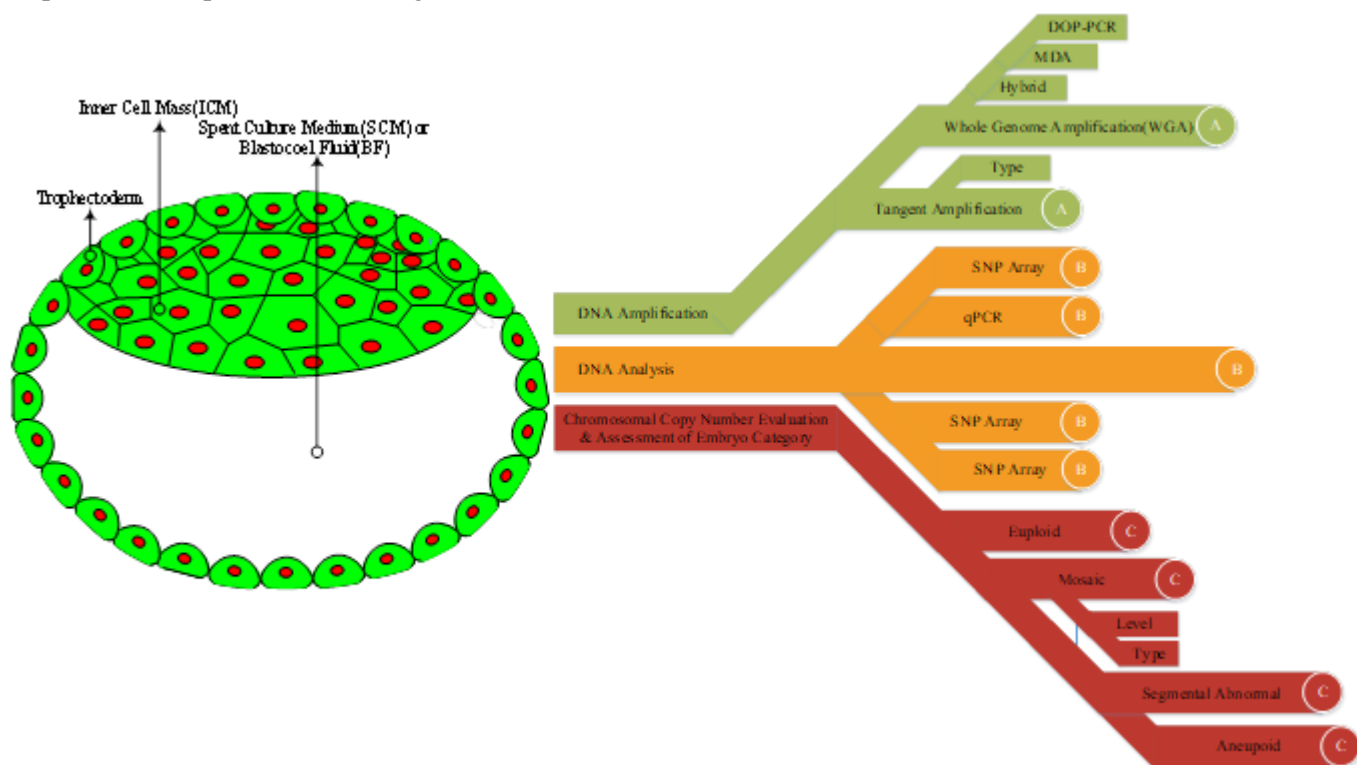 Inner Cell Mass(ICM)
Spent Culture Medium(SCM) or
Blastocoel Fluid(BF)
Trophectoderm
DOP-PCR
MDA
Hybrid
Whole Genome Amplification(WGA) A
Type
Tangent Amplification A
SNP Array B
DNA Amplification
qPCR B
DNA Analysis B
Chromosomal Copy Number Evaluation
& Assessment of Embryo Category
SNP Array B
SNP Array B
Euploid C
Mosaic C
Level
Type
Segmental Abnormal C
Aneupoid C